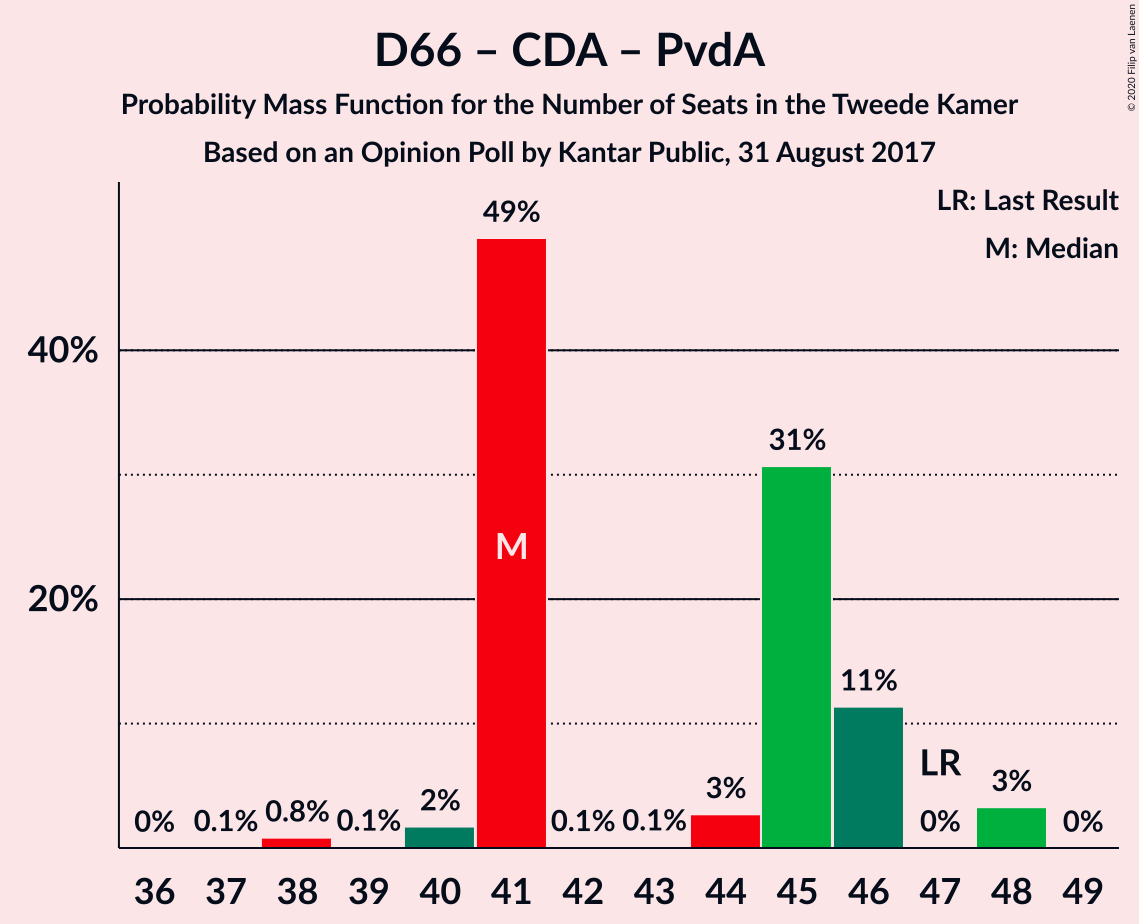 D66 – CDA – PvdA
Probability Mass Function for the Number of Seats in the Tweede Kamer
Based on an Opinion Poll by Kantar Public, 31 August 2017
© 2020 Filip van Laenen
LR: Last Result
M: Median
40%
20%
0% 0.1% 0.8% 0.1% 2% 49% 0.1% 0.1% 3% 31% 11% 0% 3% 0%
M
LR
36 37 38 39 40 41 42 43 44 45 46 47 48 49